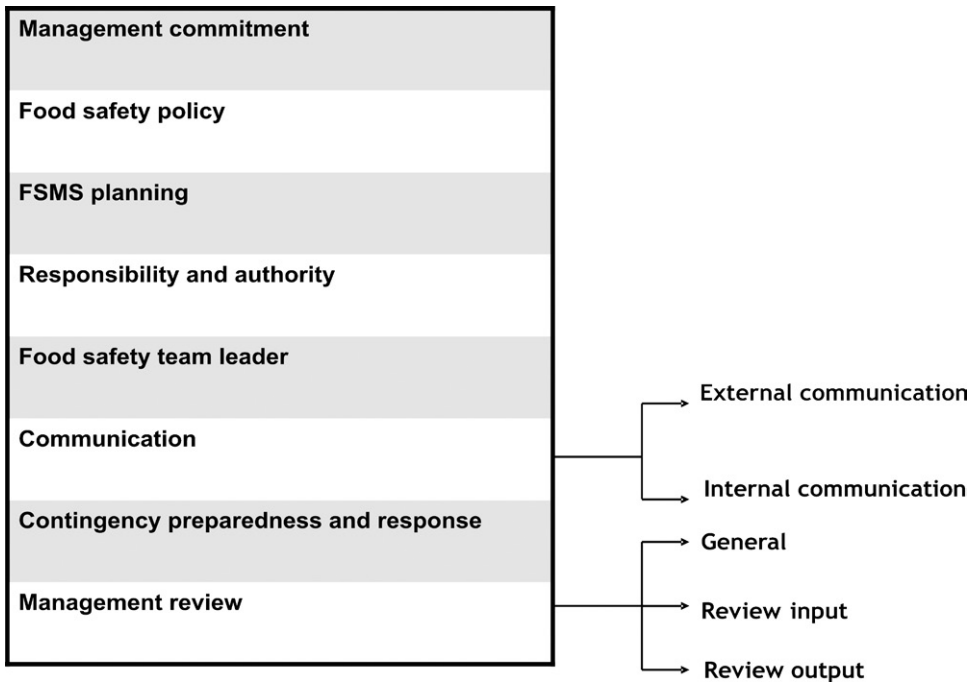 Management commitment
Food safety policy
FSMS planning
Responsibility and authority
Food safety team leader
Communication
External communication
Internal communication
Contingency preparedness and response
Management review
General
Review input
Review output